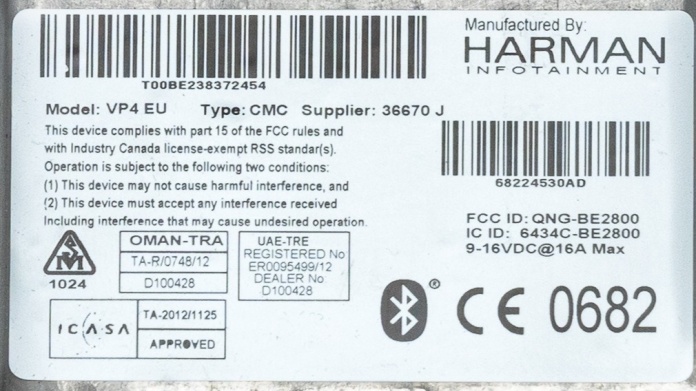 Manufactured By:
HARMAN
INFOTAINMENT
T00BE238372454
Model: VP4 EU Type: CMC Supplier: 36670 J
This device complies with part 15 of the FCC rules and
with Industry Canada license-exempt RSS standar(s).
Operation is subject to the following two conditions:
(1) This device may not cause harmful interference, and
(2) This device must accept any interference received
Including interference that may cause undesired operation.
68224530AD
FCC ID: QNG-BE2800
IC ID: 6434C-BE2800
9-16VDC@16A Max
1024
OMAN-TRA
TA-R/0748/12
D100428
UAE-TRE
REGISTERED No
ER0095499/12
DEALER No
D100428
ICASA
TA-2012/1125
APPROVED
® CE 0682